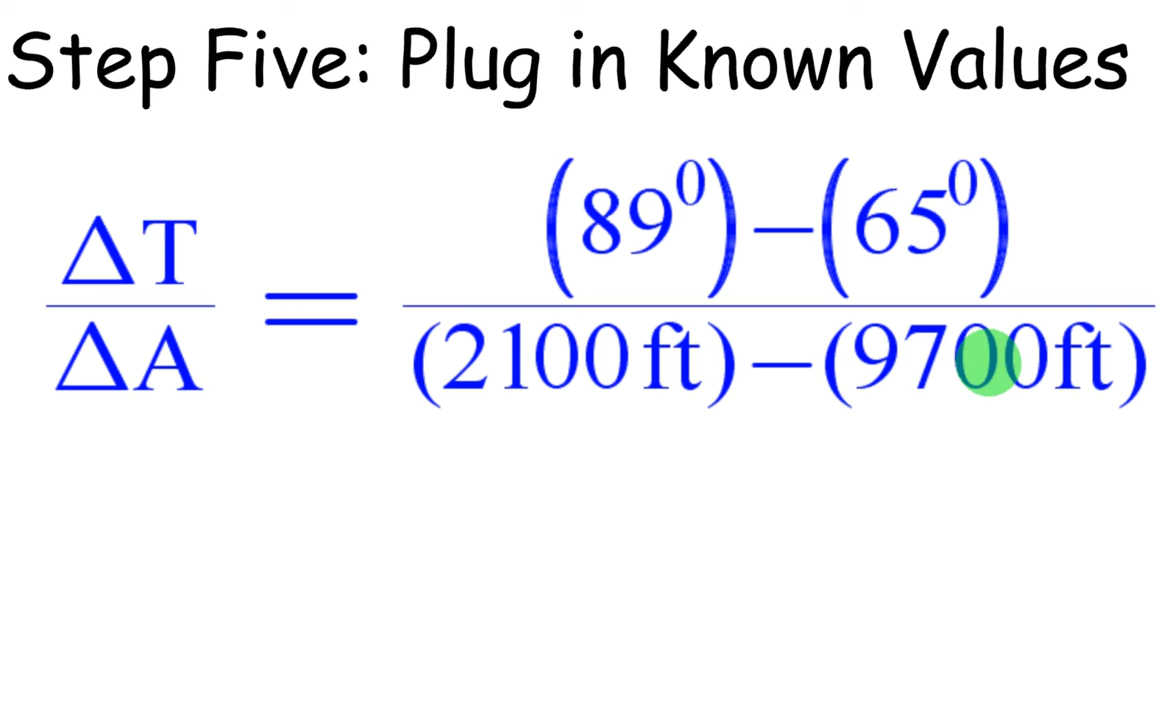 Step Five: Plug in Known Values
ΔT/ΔA = (89⁰)−(65⁰)/(2100 ft)−(9700ft)